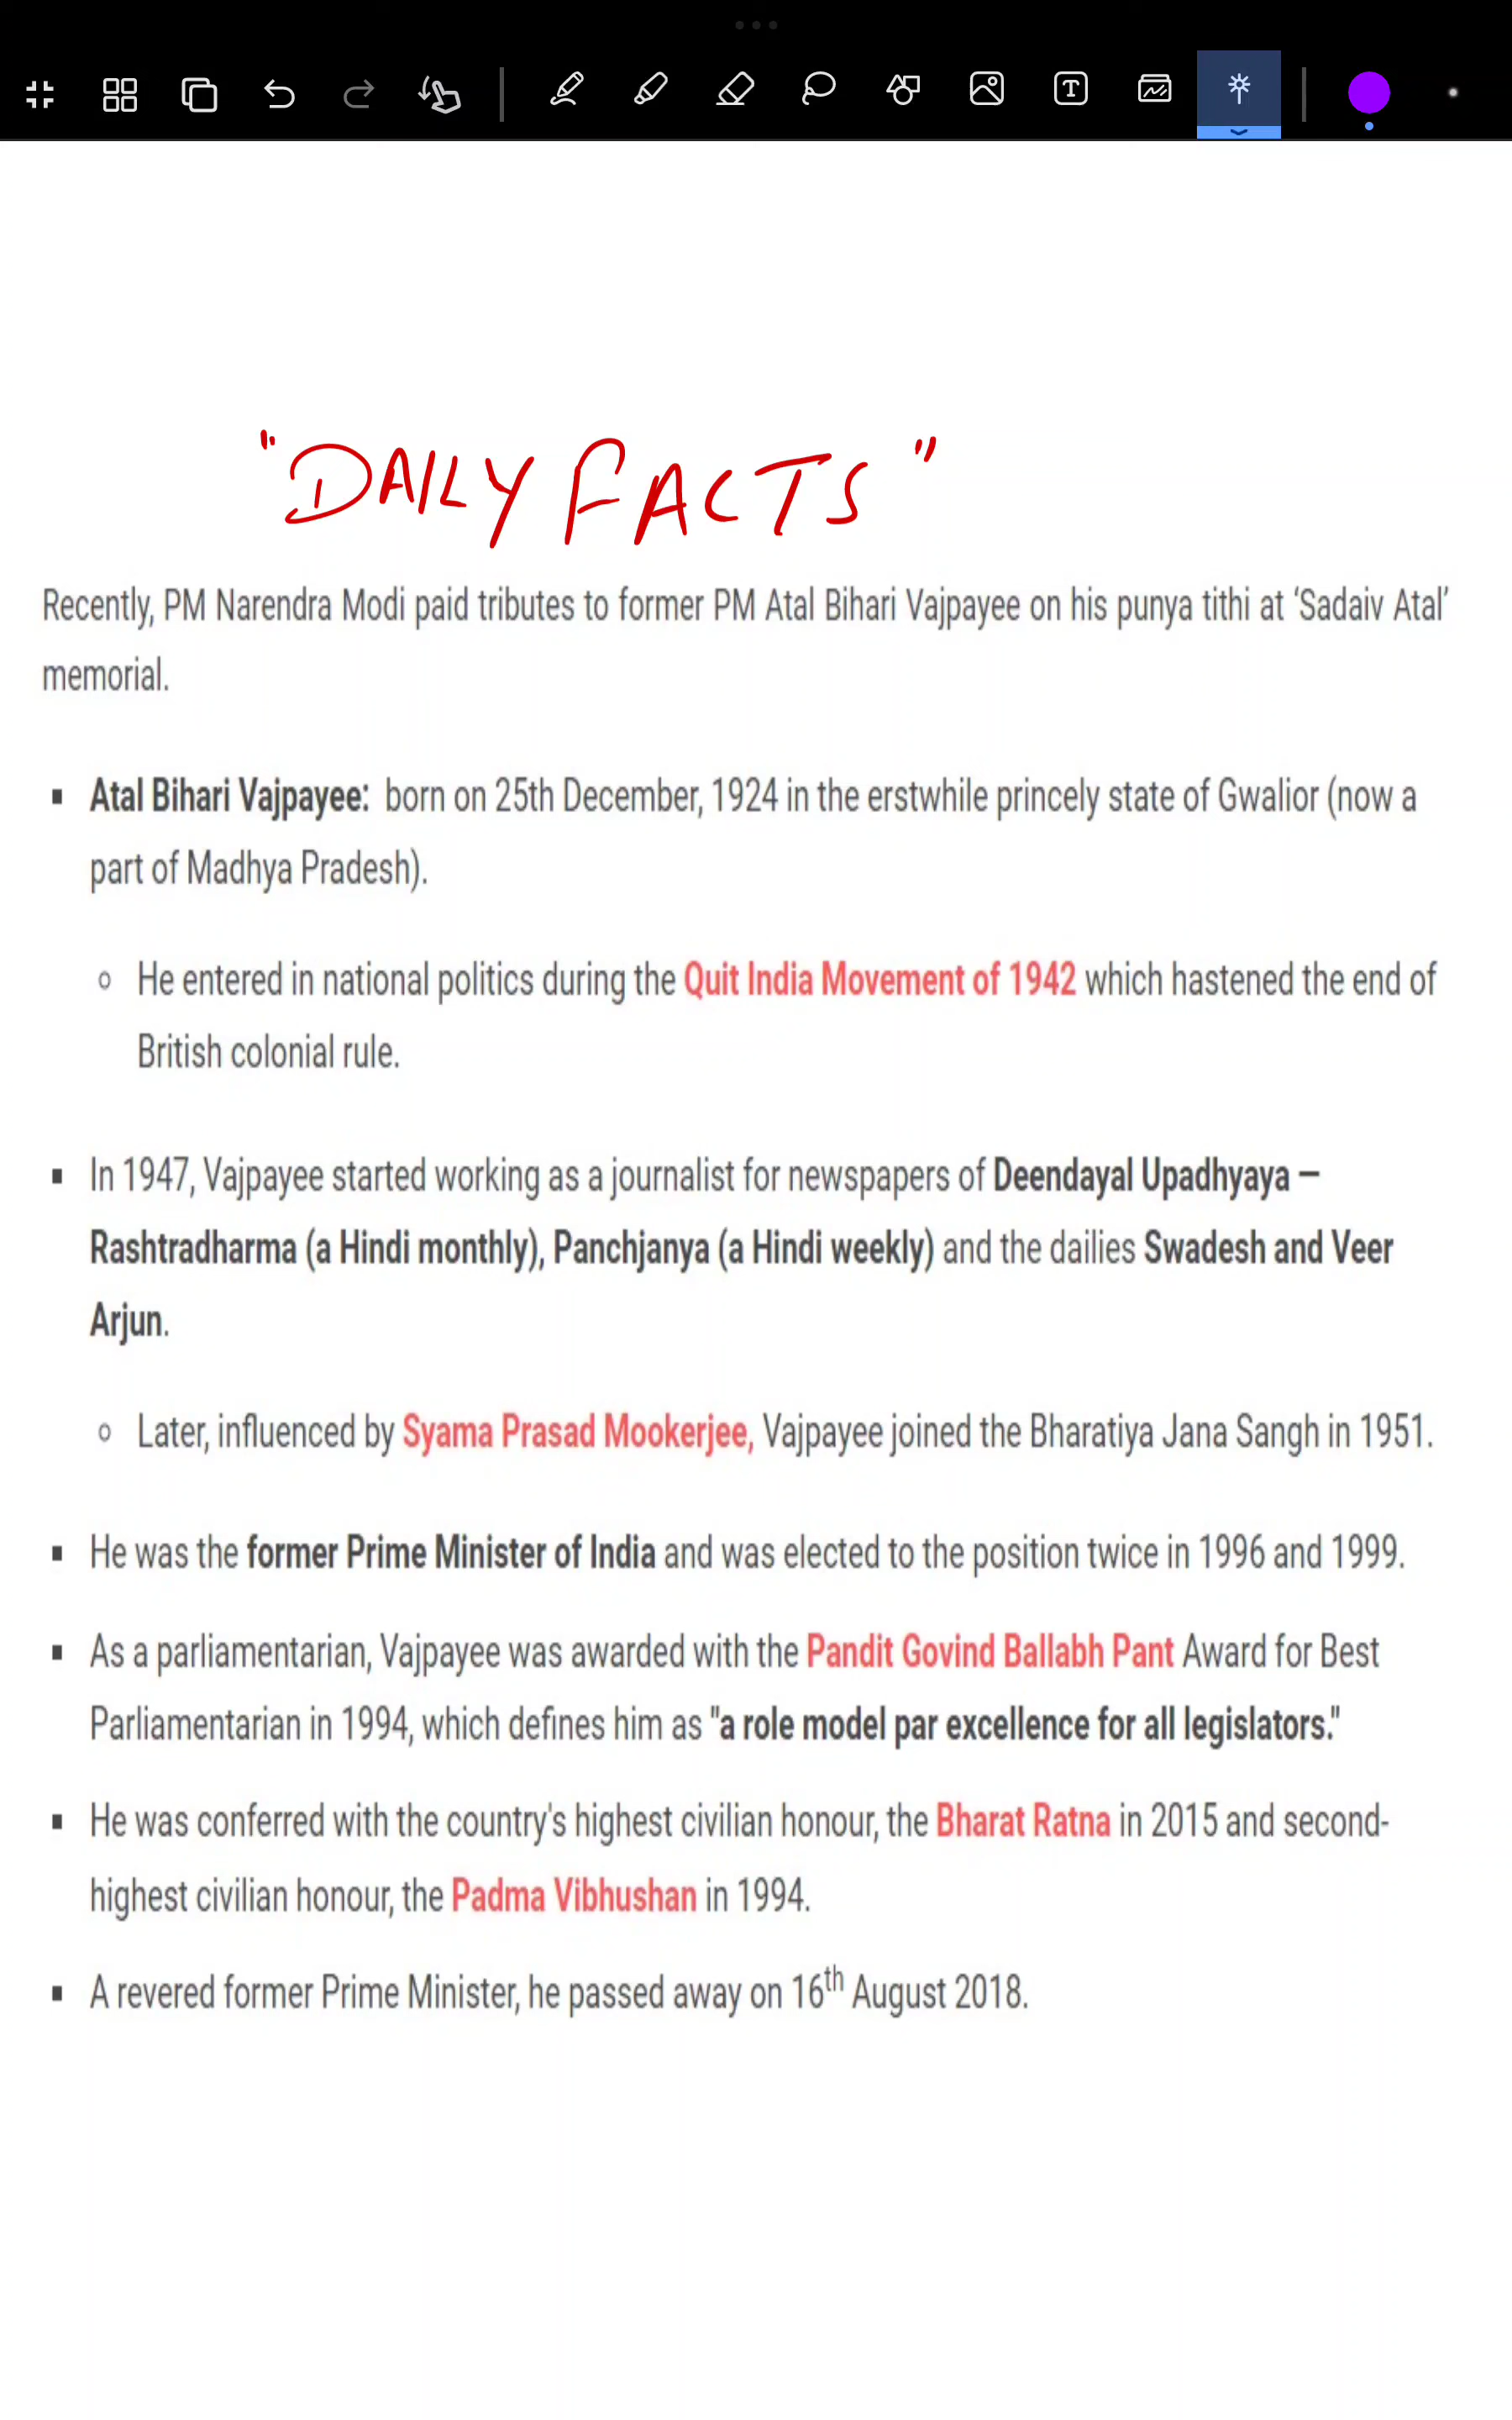 "DAILY FACTS"
Recently, PM Narendra Modi paid tributes to former PM Atal Bihari Vajpayee on his punya tithi at ‘Sadaiv Atal’
memorial.
▪ Atal Bihari Vajpayee: born on 25th December, 1924 in the erstwhile princely state of Gwalior (now a
part of Madhya Pradesh).
○ He entered in national politics during the Quit India Movement of 1942 which hastened the end of
British colonial rule.
▪ In 1947, Vajpayee started working as a journalist for newspapers of Deendayal Upadhyaya —
Rashtradharma (a Hindi monthly), Panchjanya (a Hindi weekly) and the dailies Swadesh and Veer
Arjun.
○ Later, influenced by Syama Prasad Mookerjee, Vajpayee joined the Bharatiya Jana Sangh in 1951.
▪ He was the former Prime Minister of India and was elected to the position twice in 1996 and 1999.
▪ As a parliamentarian, Vajpayee was awarded with the Pandit Govind Ballabh Pant Award for Best
Parliamentarian in 1994, which defines him as "a role model par excellence for all legislators."
▪ He was conferred with the country's highest civilian honour, the Bharat Ratna in 2015 and second-
highest civilian honour, the Padma Vibhushan in 1994.
▪ A revered former Prime Minister, he passed away on 16th August 2018.